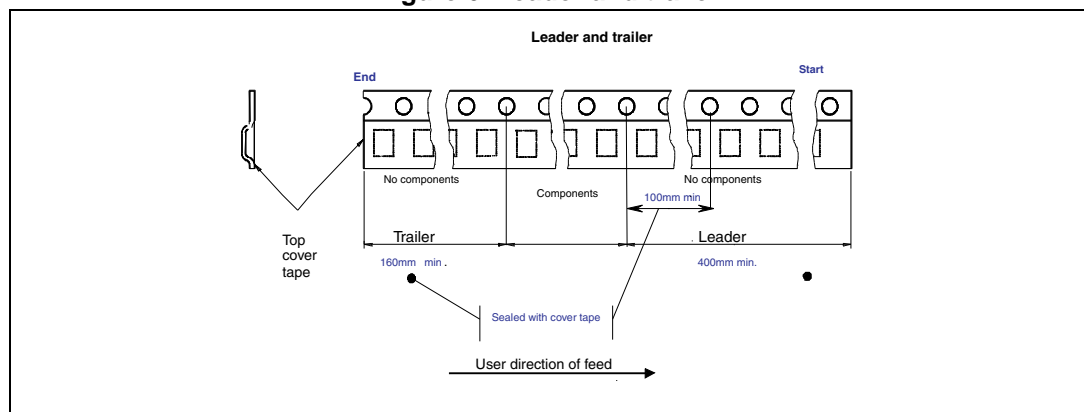 Leader and trailer
End
Start
No components
Components
No components
100mm min
Top
cover
tape
Trailer
Leader
160mm min.
400mm min.
Sealed with cover tape
User direction of feed